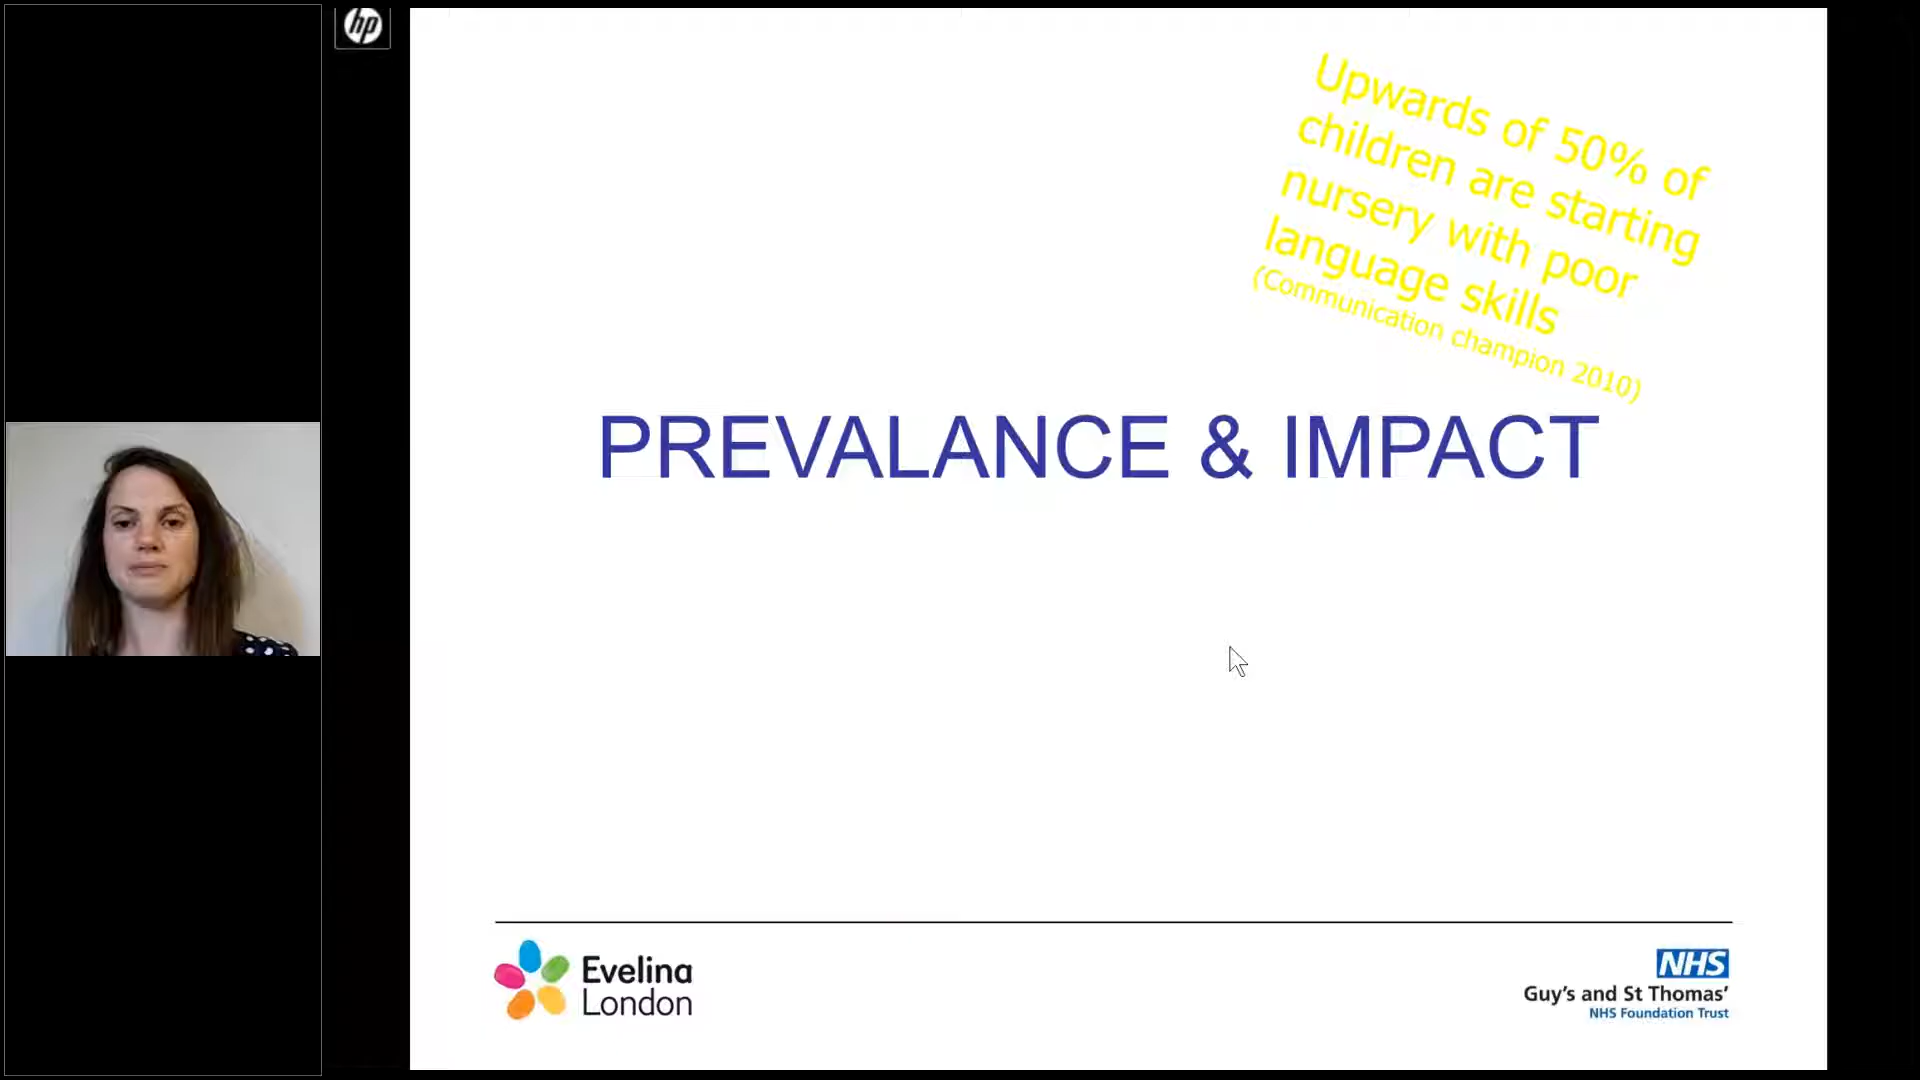 hp
Upwards of 50% of
children are starting
nursery with poor
language skills
(Communication champion 2010)
PREVALANCE & IMPACT
Evelina
London
NHS
Guy's and St Thomas'
NHS Foundation Trust